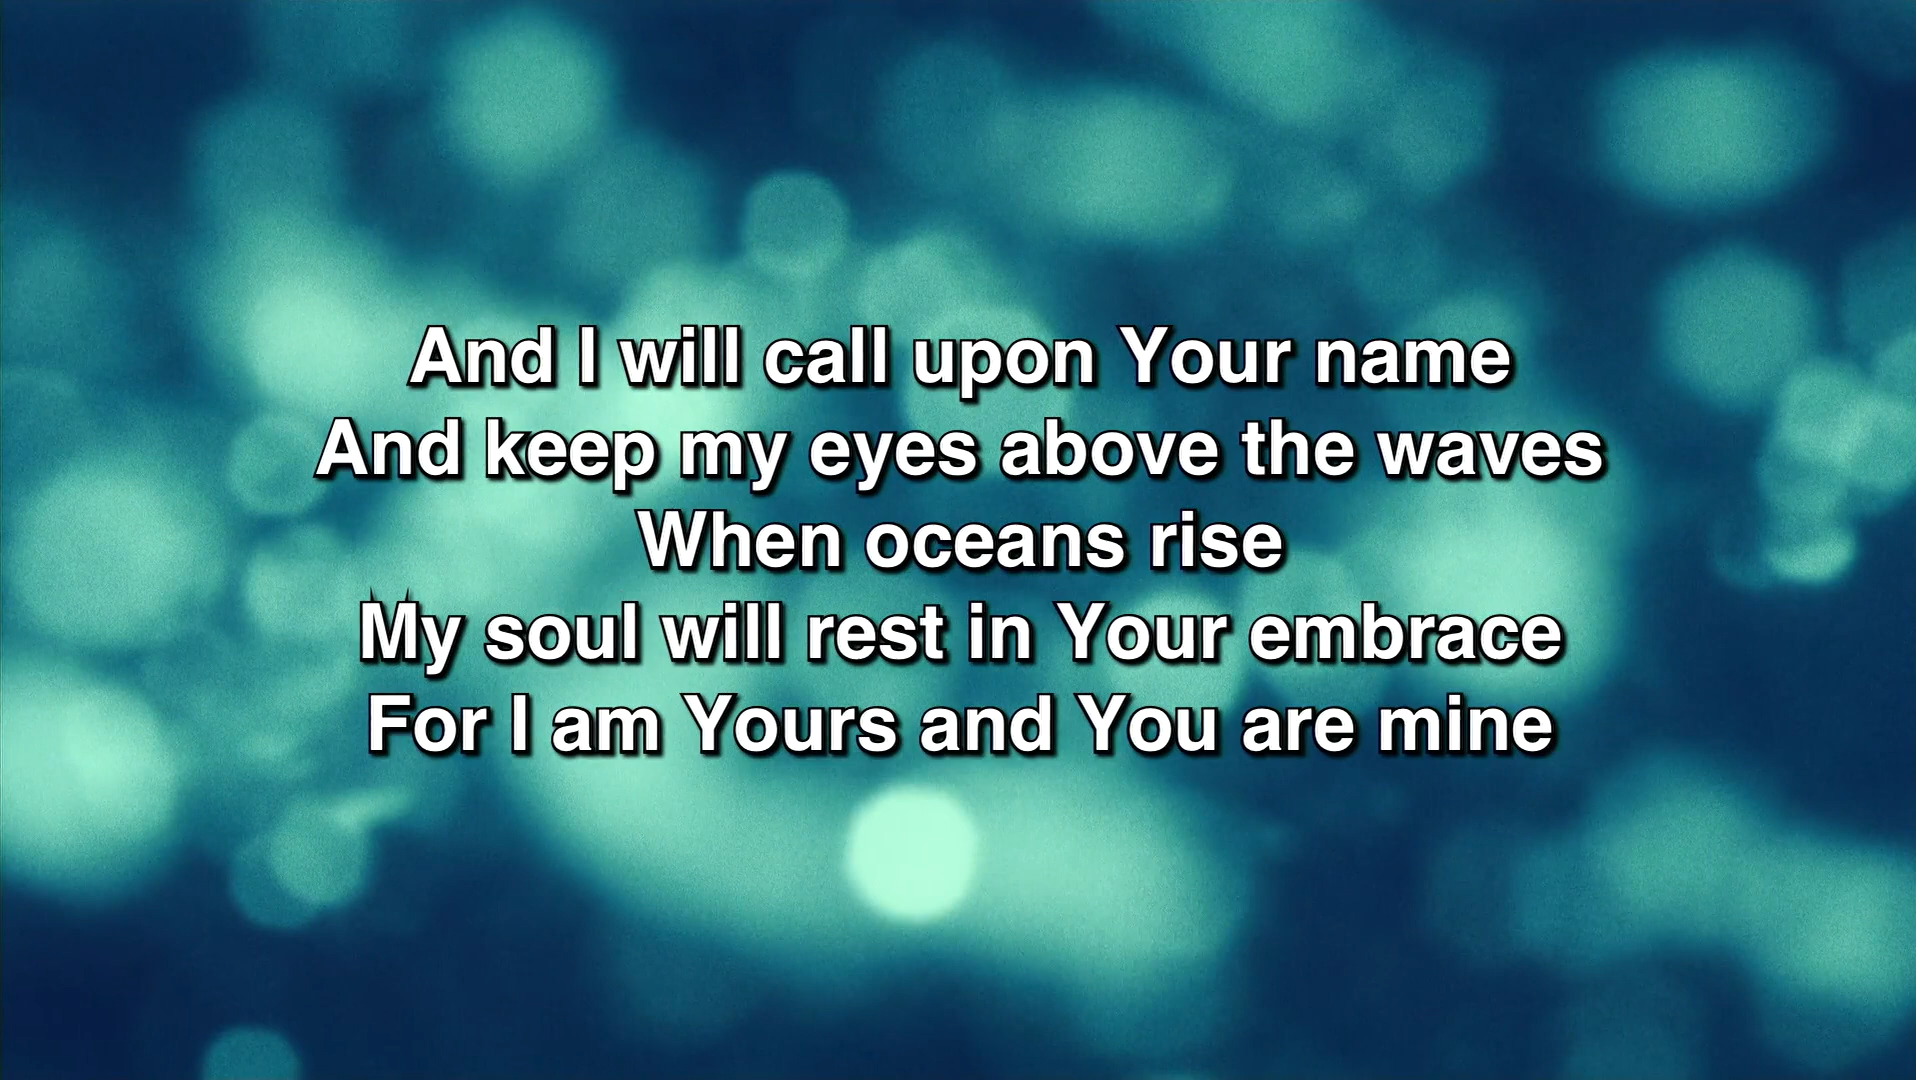 And I will call upon Your name
And keep my eyes above the waves
When oceans rise
My soul will rest in Your embrace
For I am Yours and You are mine